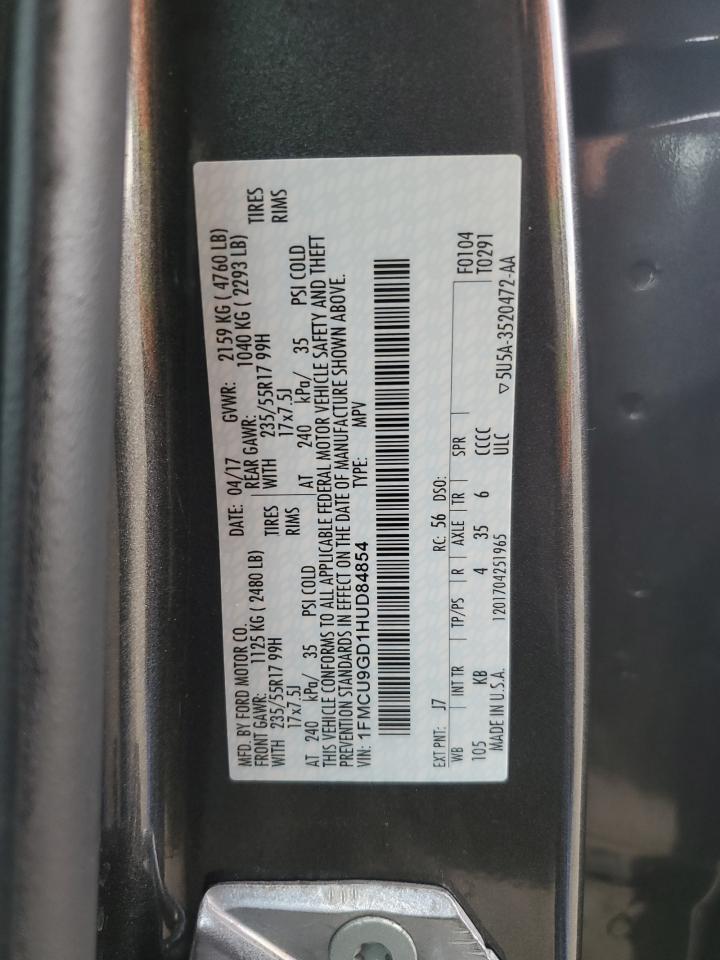 MFD. BY FORD MOTOR CO. DATE: 04/17 GVWR: 2159 KG ( 4760 LB)
FRONT GAWR: 1125 KG ( 2480 LB) REAR GAWR: 1040 KG ( 2293 LB)
WITH 235/55R17 99H TIRES WITH 235/55R17 99H TIRES
17x7.5J RIMS 17x7.5J RIMS
AT 240 kPa/ 35 PSI COLD AT 240 kPa/ 35 PSI COLD
THIS VEHICLE CONFORMS TO ALL APPLICABLE FEDERAL MOTOR VEHICLE SAFETY AND THEFT
PREVENTION STANDARDS IN EFFECT ON THE DATE OF MANUFACTURE SHOWN ABOVE.
VIN: 1FMCU9GD1HUD84854 TYPE: MPV
EXT PNT: J7 RC: 56 DSO:
WB INT TR TP/PS R AXLE TR SPR F0104
T0291
105 KB 4 35 6 CCCC
MADE IN U.S.A. 1201704251965 ULC ▽5U5A-3520472-AA